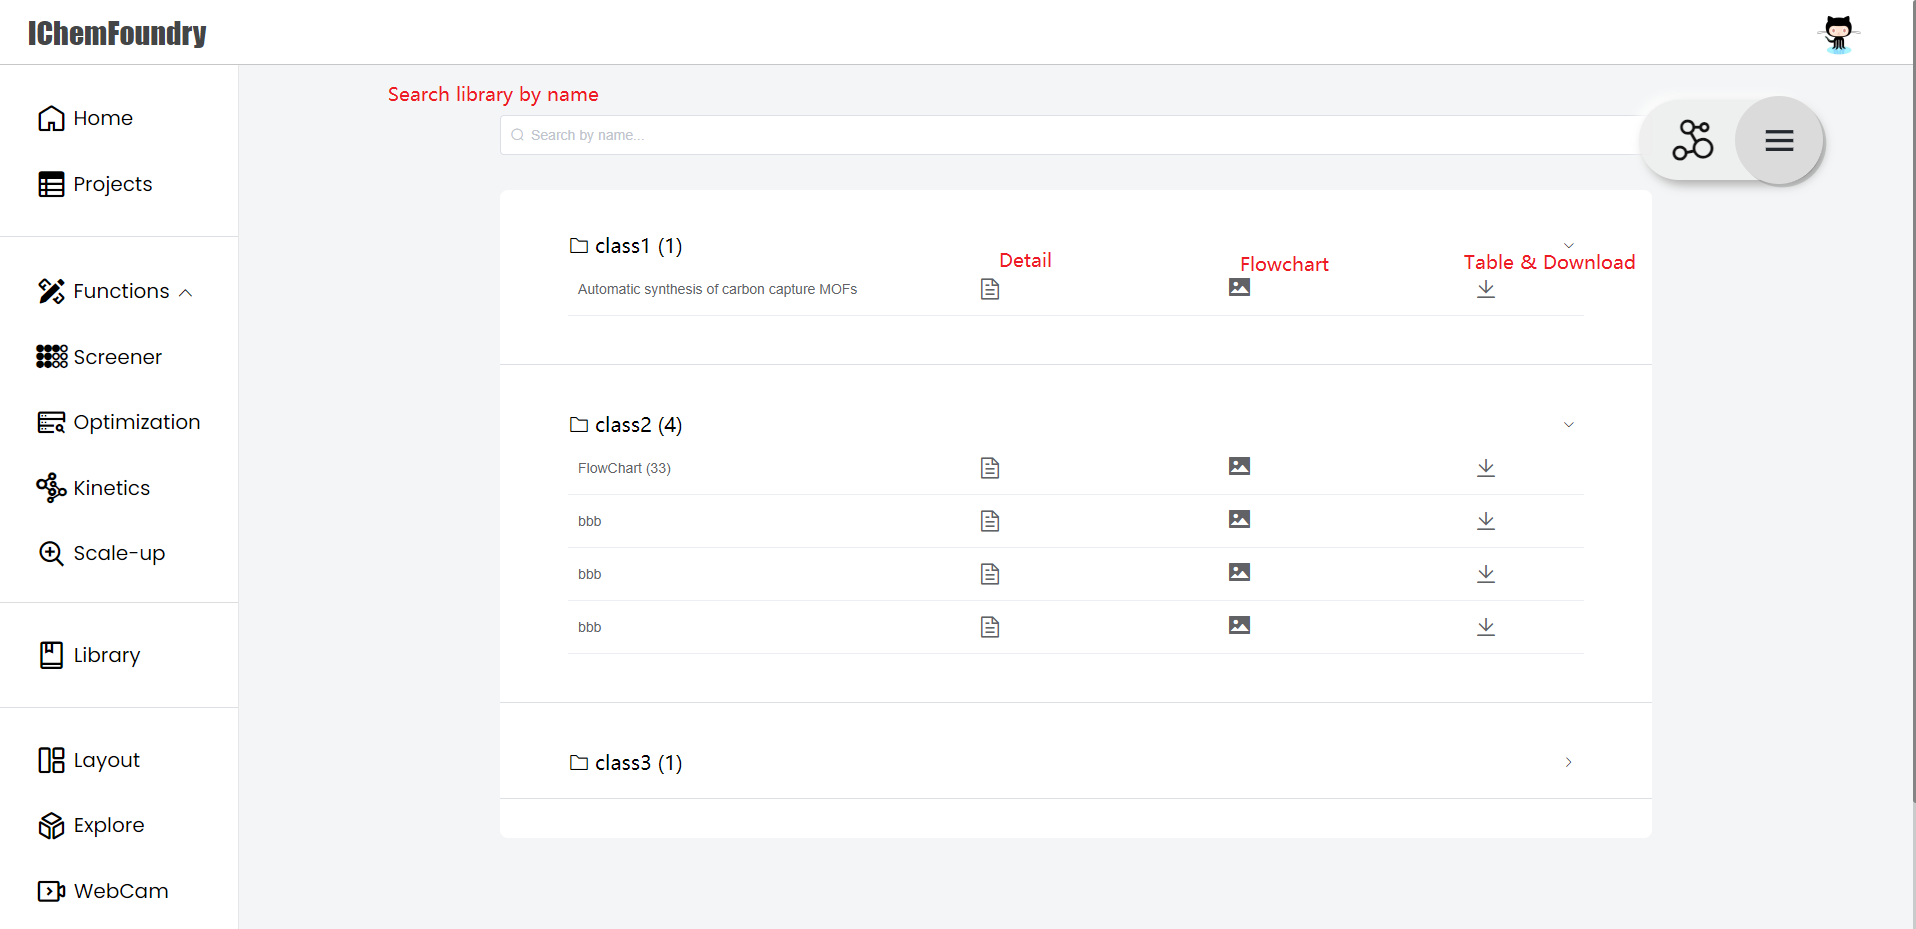 IChemFoundry
Home
Projects
Functions
Screener
Optimization
Kinetics
Scale-up
Library
Layout
Explore
WebCam
Search library by name
Search by name...
class1 (1)
Detail
Flowchart
Table & Download
Automatic synthesis of carbon capture MOFs
class2 (4)
FlowChart (33)
bbb
bbb
bbb
class3 (1)